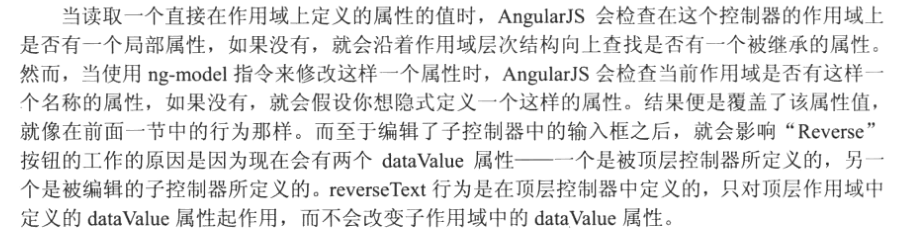 当读取一个直接在作用域上定义的属性的值时，AngularJS 会检查在这个控制器的作用域上
是否有一个局部属性，如果没有，就会沿着作用域层次结构向上查找是否有一个被继承的属性。
然而，当使用 ng-model 指令来修改这样一个属性时，AngularJS 会检查当前作用域是否有这样一
个名称的属性，如果没有，就会假设你想隐式定义一个这样的属性。结果便是覆盖了该属性值，
就像在前面一节中的行为那样。而至于编辑了子控制器中的输入框之后，就会影响“Reverse”
按钮的工作的原因是因为现在会有两个 dataValue 属性——一个是被顶层控制器所定义的，另一
个是被编辑的子控制器所定义的。reverseText 行为是在顶层控制器中定义的，只对顶层作用域中
定义的 dataValue 属性起作用，而不会改变子作用域中的 dataValue 属性。